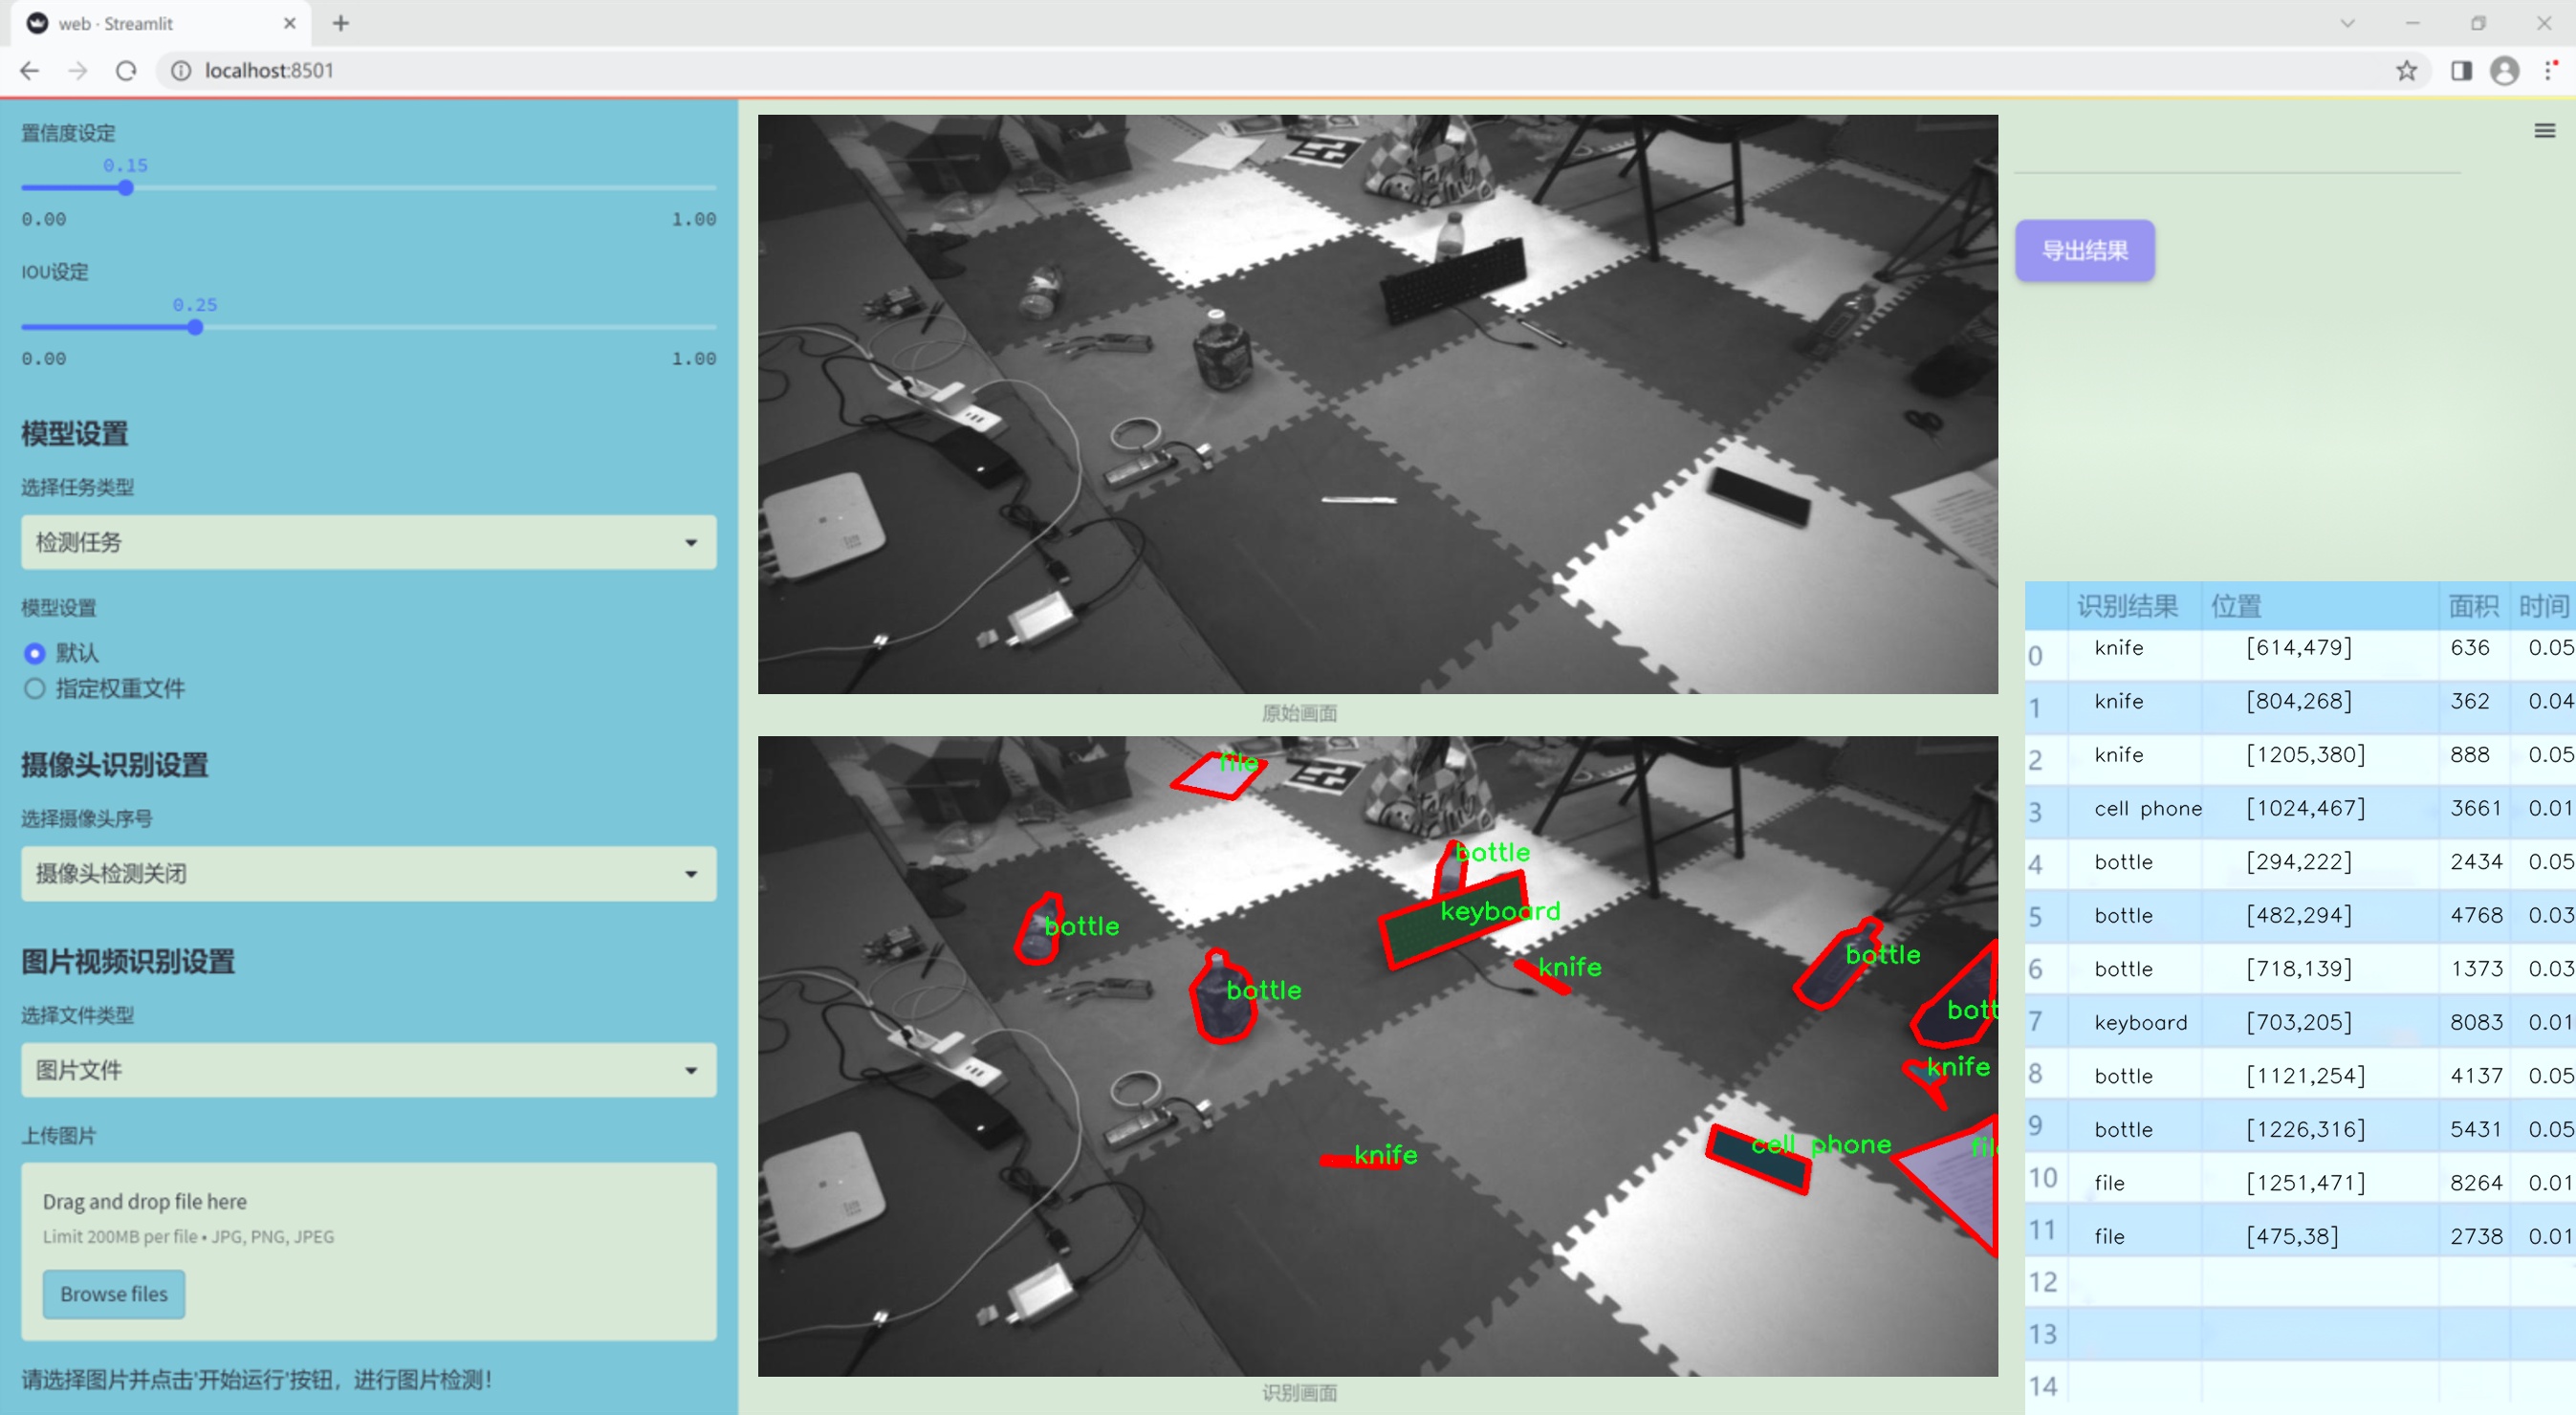 web · Streamlit
localhost:8501
置信度设定
0.15
0.00 1.00
IOU设定
0.25
0.00 1.00
模型设置
选择任务类型
检测任务
模型设置
默认
指定权重文件
摄像头识别设置
选择摄像头序号
摄像头检测关闭
图片视频识别设置
选择文件类型
图片文件
上传图片
Drag and drop file here
Limit 200MB per file • JPG, PNG, JPEG
Browse files
请选择图片并点击'开始运行'按钮，进行图片检测！
原始画面
file
bottle
keyboard
bottle
bottle
knife
bottle
bott
knife
knife
cell phone
fil
识别画面
导出结果
识别结果 位置 面积 时间
0 knife [614,479] 636 0.05
1 knife [804,268] 362 0.04
2 knife [1205,380] 888 0.05
3 cell phone [1024,467] 3661 0.01
4 bottle [294,222] 2434 0.05
5 bottle [482,294] 4768 0.03
6 bottle [718,139] 1373 0.03
7 keyboard [703,205] 8083 0.01
8 bottle [1121,254] 4137 0.05
9 bottle [1226,316] 5431 0.05
10 file [1251,471] 8264 0.01
11 file [475,38] 2738 0.01
12
13
14